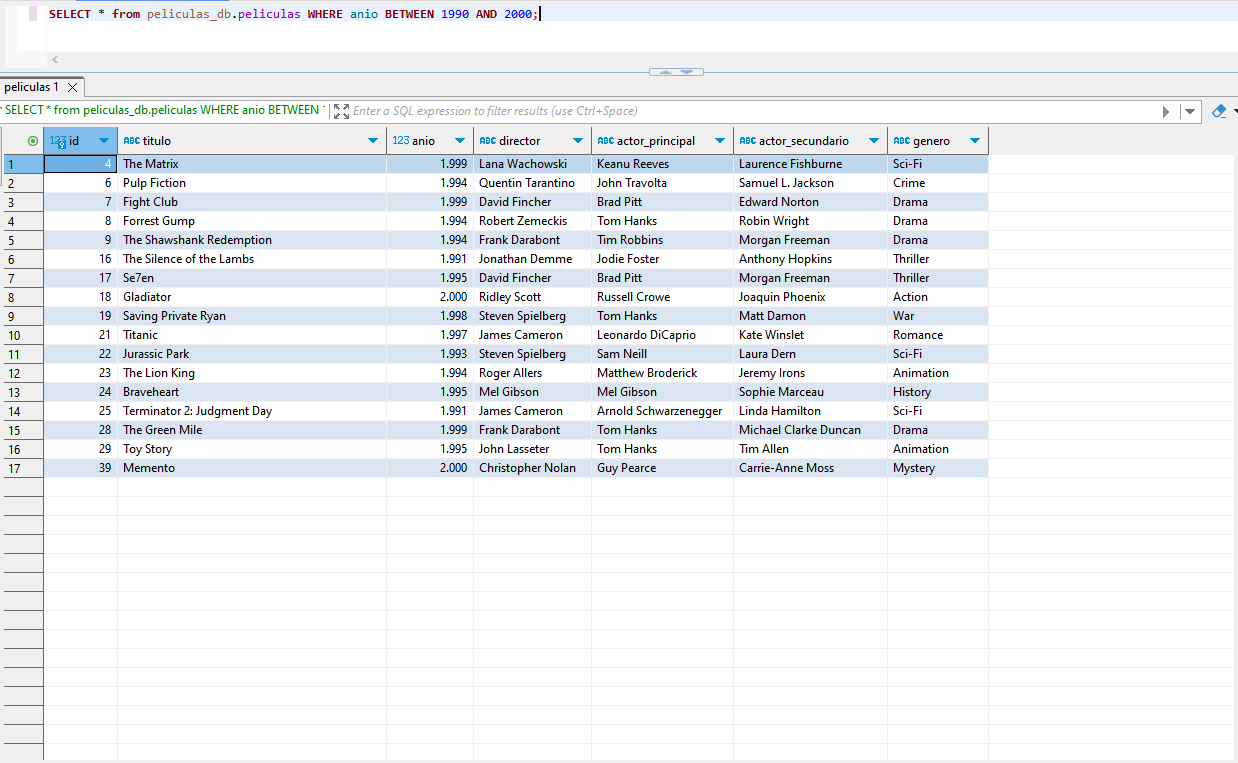 SELECT * from peliculas_db.peliculas WHERE anio BETWEEN 1990 AND 2000;
peliculas 1
SELECT * from peliculas_db.peliculas WHERE anio BETWEEN Enter a SQL expression to filter results (use Ctrl+Space)
123 id ABC titulo 123 anio ABC director ABC actor_principal ABC actor_secundario ABC genero
1 4 The Matrix 1.999 Lana Wachowski Keanu Reeves Laurence Fishburne Sci-Fi
2 6 Pulp Fiction 1.994 Quentin Tarantino John Travolta Samuel L. Jackson Crime
3 7 Fight Club 1.999 David Fincher Brad Pitt Edward Norton Drama
4 8 Forrest Gump 1.994 Robert Zemeckis Tom Hanks Robin Wright Drama
5 9 The Shawshank Redemption 1.994 Frank Darabont Tim Robbins Morgan Freeman Drama
6 16 The Silence of the Lambs 1.991 Jonathan Demme Jodie Foster Anthony Hopkins Thriller
7 17 Se7en 1.995 David Fincher Brad Pitt Morgan Freeman Thriller
8 18 Gladiator 2.000 Ridley Scott Russell Crowe Joaquin Phoenix Action
9 19 Saving Private Ryan 1.998 Steven Spielberg Tom Hanks Matt Damon War
10 21 Titanic 1.997 James Cameron Leonardo DiCaprio Kate Winslet Romance
11 22 Jurassic Park 1.993 Steven Spielberg Sam Neill Laura Dern Sci-Fi
12 23 The Lion King 1.994 Roger Allers Matthew Broderick Jeremy Irons Animation
13 24 Braveheart 1.995 Mel Gibson Mel Gibson Sophie Marceau History
14 25 Terminator 2: Judgment Day 1.991 James Cameron Arnold Schwarzenegger Linda Hamilton Sci-Fi
15 28 The Green Mile 1.999 Frank Darabont Tom Hanks Michael Clarke Duncan Drama
16 29 Toy Story 1.995 John Lasseter Tom Hanks Tim Allen Animation
17 39 Memento 2.000 Christopher Nolan Guy Pearce Carrie-Anne Moss Mystery